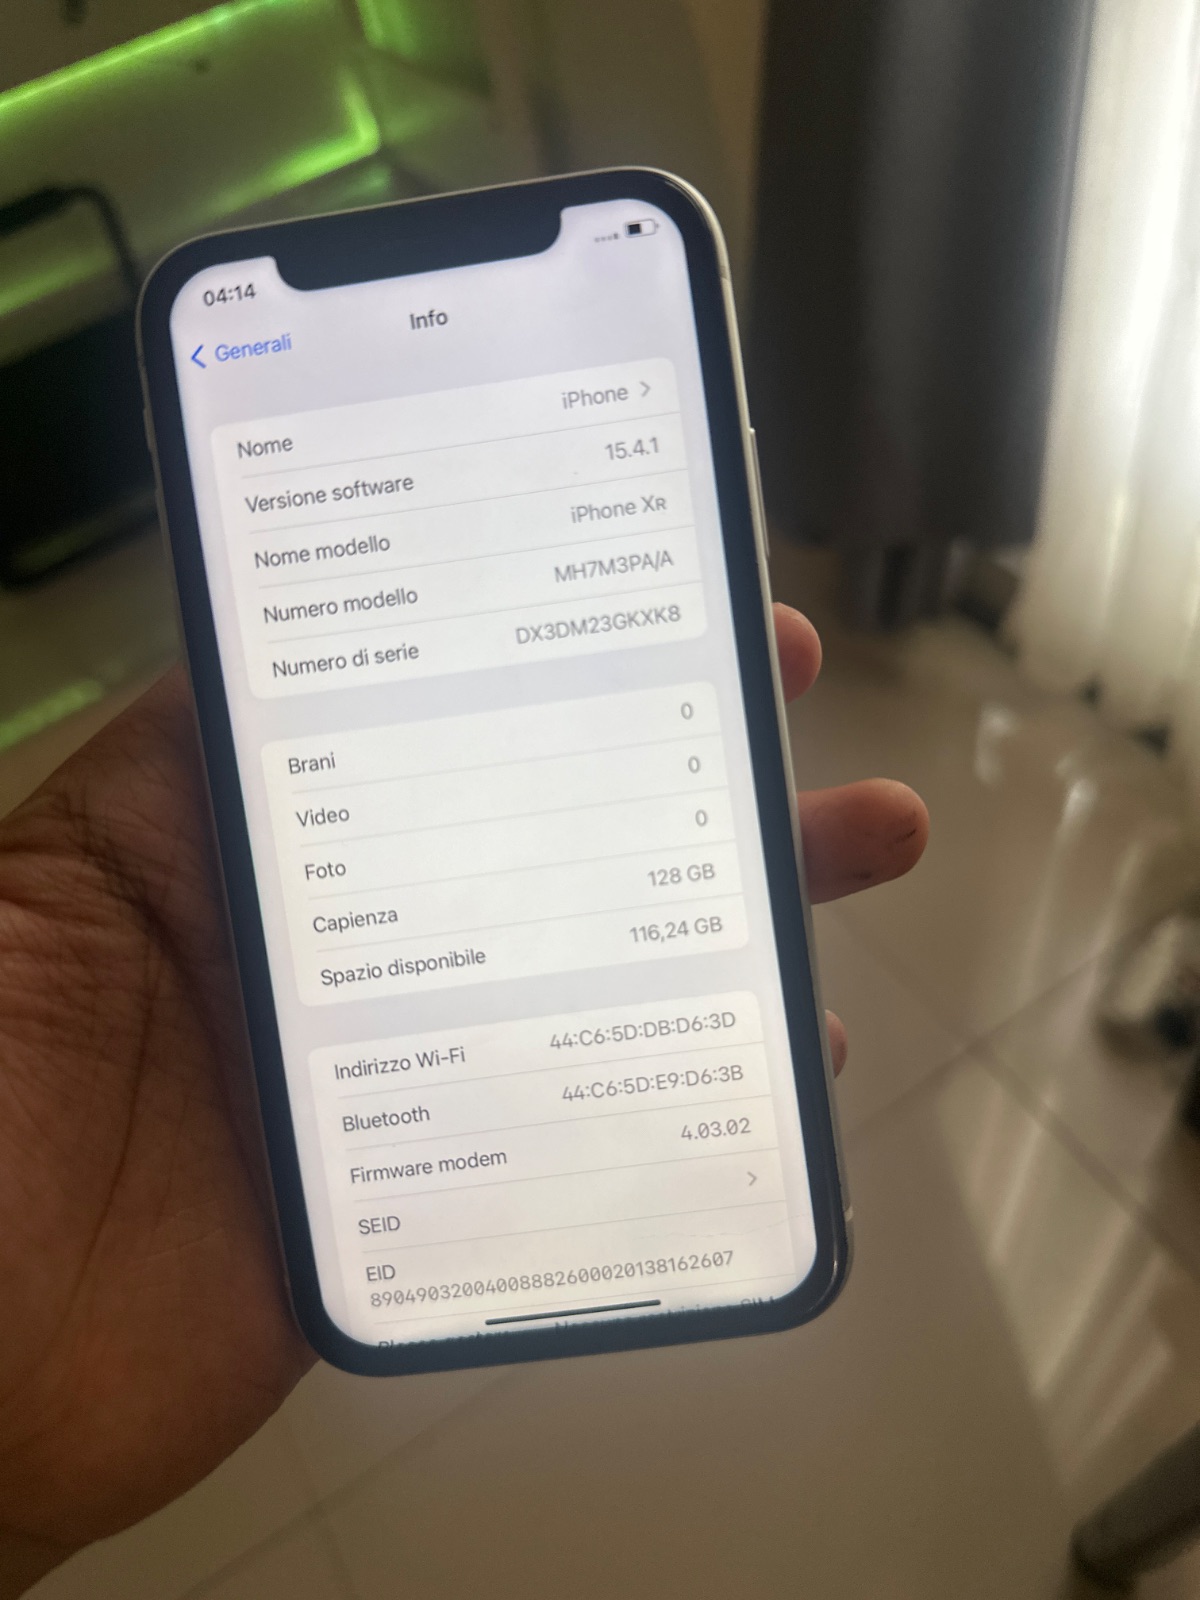 04:14
Generali
Info
Nome iPhone
Versione software 15.4.1
Nome modello iPhone XR
Numero modello MH7M3PA/A
Numero di serie DX3DM23GKXK8
Brani 0
Video 0
Foto 0
Capienza 128 GB
Spazio disponibile 116,24 GB
Indirizzo Wi-Fi 44:C6:5D:DB:D6:3D
Bluetooth 44:C6:5D:E9:D6:3B
Firmware modem 4.03.02
SEID
EID
89049032004008882600020138162607